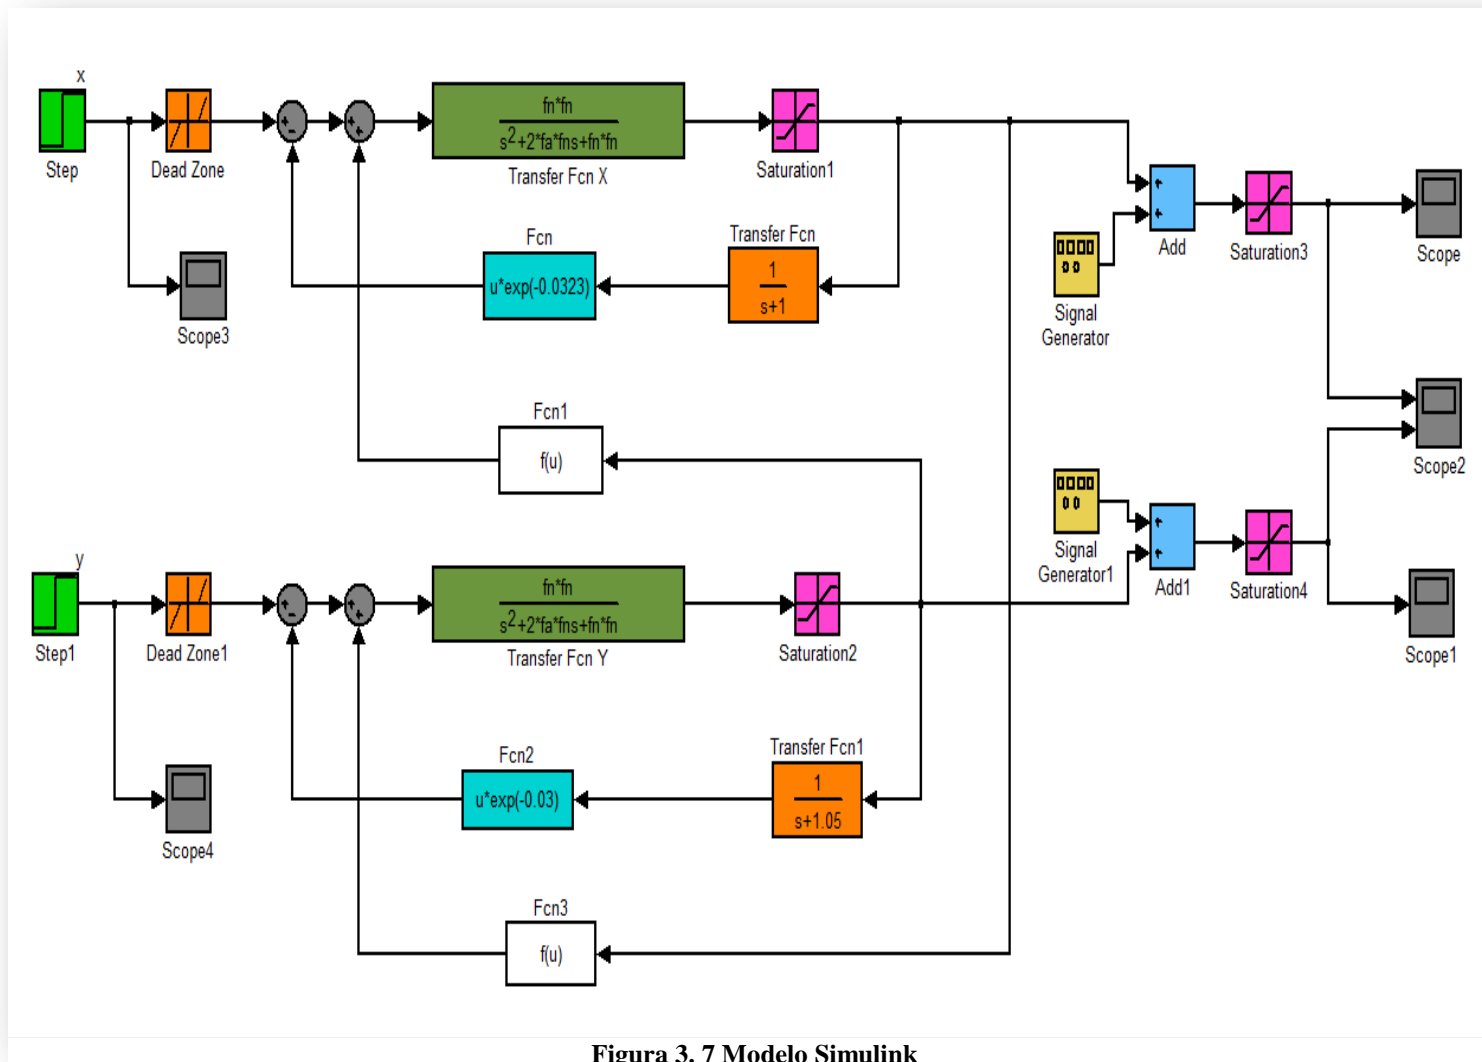 x
Step
Dead Zone
fn*fn
s2+2*fa*fns+fn*fn
Transfer Fcn X
Saturation1
Add
Saturation3
Scope
Scope3
Fcn
u*exp(-0.0323)
Transfer Fcn
1
s+1
Signal
Generator
Fcn1
f(u)
Scope2
y
Step1
Dead Zone1
fn*fn
s2+2*fa*fns+fn*fn
Transfer Fcn Y
Saturation2
Signal
Generator1
Add1
Saturation4
Scope1
Scope4
Fcn2
u*exp(-0.03)
Transfer Fcn1
1
s+1.05
Fcn3
f(u)
Figura 3. 7 Modelo Simulink